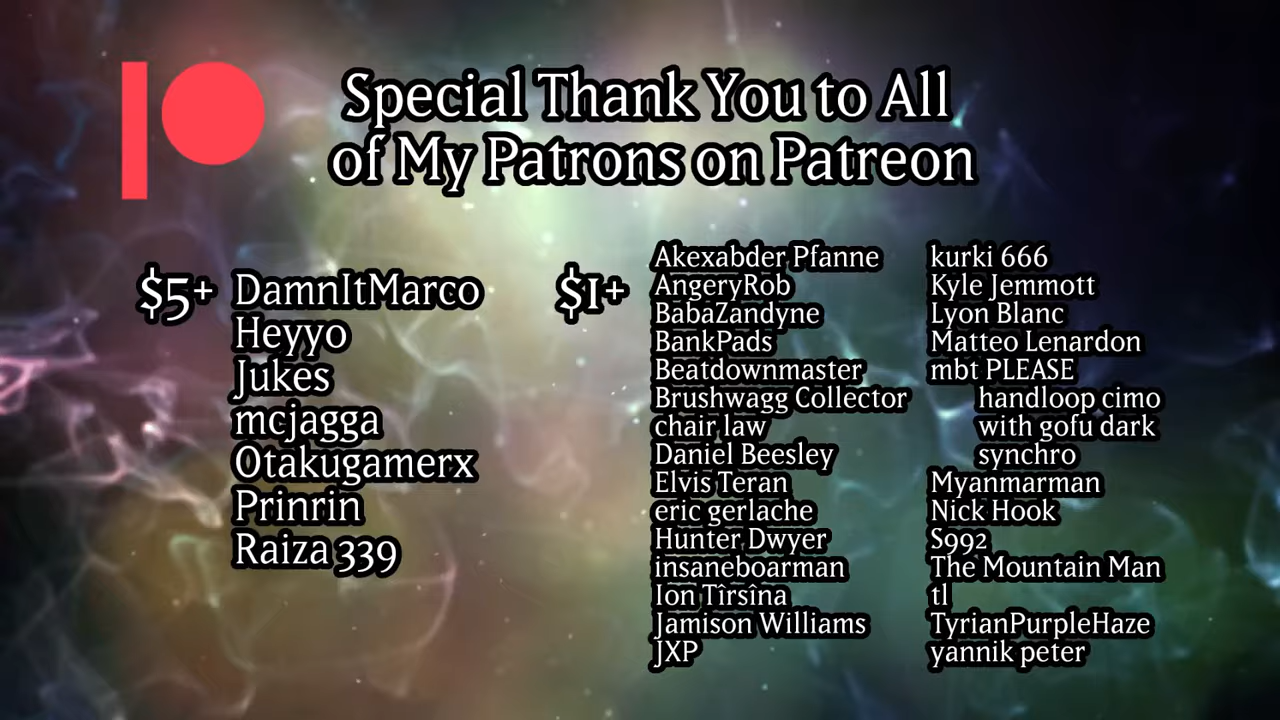 Special Thank You to All
of My Patrons on Patreon
$5+
DamnItMarco
Heyyo
Jukes
mcjagga
Otakugamerx
Prinrin
Raiza 339
$1+
Akexabder Pfanne
AngeryRob
BabaZandyne
BankPads
Beatdownmaster
Brushwagg Collector
chair law
Daniel Beesley
Elvis Teran
eric gerlache
Hunter Dwyer
insaneboarman
Ion Tîrsîna
Jamison Williams
JXP
kurki 666
Kyle Jemmott
Lyon Blanc
Matteo Lenardon
mbt PLEASE
handloop cimo
with gofu dark
synchro
Myanmarman
Nick Hook
S992
The Mountain Man
tl
TyrianPurpleHaze
yannik peter